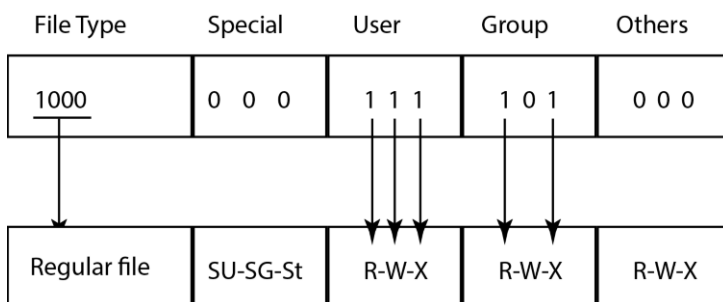 File Type Special User Group Others
1000 0 0 0 1 1 1 1 0 1 0 0 0
Regular file SU-SG-St R-W-X R-W-X R-W-X